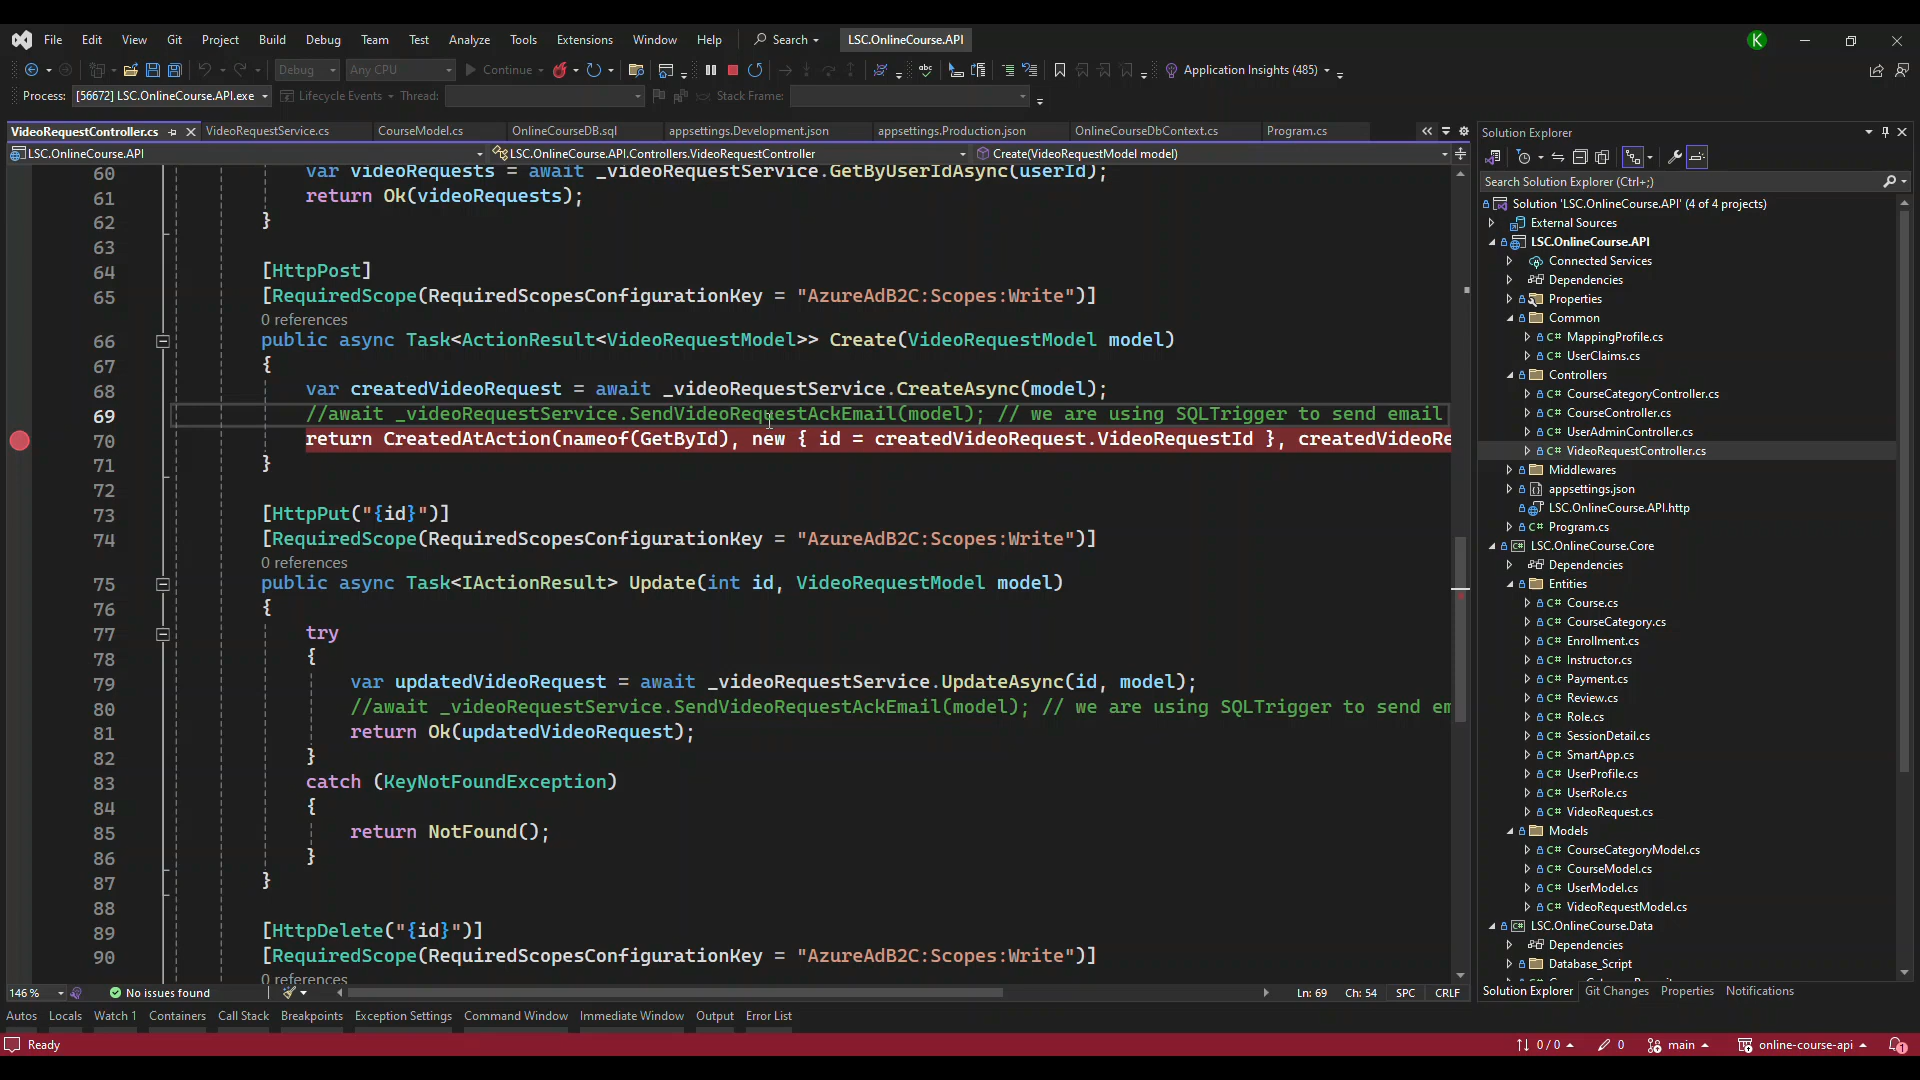 File Edit View Git Project Build Debug Team Test Analyze Tools Extensions Window Help Search LSC.OnlineCourse.API K
Debug Any CPU Continue abc Application Insights (485)
Process: [56672] LSC.OnlineCourse.API.exe Lifecycle Events Thread: Stack Frame:
VideoRequestController.cs VideoRequestService.cs CourseModel.cs OnlineCourseDB.sql appsettings.Development.json appsettings.Production.json OnlineCourseDbContext.cs Program.cs
LSC.OnlineCourse.API LSC.OnlineCourse.API.Controllers.VideoRequestController Create(VideoRequestModel model)
60 var videoRequests = await _videoRequestService.GetByUserIdAsync(userId);
61 return Ok(videoRequests);
62 }
63
64 [HttpPost]
65 [RequiredScope(RequiredScopesConfigurationKey = "AzureAdB2C:Scopes:Write")]
0 references
66 public async Task<ActionResult<VideoRequestModel>> Create(VideoRequestModel model)
67 {
68 var createdVideoRequest = await _videoRequestService.CreateAsync(model);
69 //await _videoRequestService.SendVideoRequestAckEmail(model); // we are using SQLTrigger to send email
70 return CreatedAtAction(nameof(GetById), new { id = createdVideoRequest.VideoRequestId }, createdVideoRe
71 }
72
73 [HttpPut("{id}")]
74 [RequiredScope(RequiredScopesConfigurationKey = "AzureAdB2C:Scopes:Write")]
0 references
75 public async Task<IActionResult> Update(int id, VideoRequestModel model)
76 {
77 try
78 {
79 var updatedVideoRequest = await _videoRequestService.UpdateAsync(id, model);
80 //await _videoRequestService.SendVideoRequestAckEmail(model); // we are using SQLTrigger to send em
81 return Ok(updatedVideoRequest);
82 }
83 catch (KeyNotFoundException)
84 {
85 return NotFound();
86 }
87 }
88
89 [HttpDelete("{id}")]
90 [RequiredScope(RequiredScopesConfigurationKey = "AzureAdB2C:Scopes:Write")]
0 references
146 % No issues found Ln: 69 Ch: 54 SPC CRLF
Autos Locals Watch 1 Containers Call Stack Breakpoints Exception Settings Command Window Immediate Window Output Error List
Solution Explorer
Search Solution Explorer (Ctrl+;)
Solution 'LSC.OnlineCourse.API' (4 of 4 projects)
External Sources
LSC.OnlineCourse.API
Connected Services
Dependencies
Properties
Common
C# MappingProfile.cs
C# UserClaims.cs
Controllers
C# CourseCategoryController.cs
C# CourseController.cs
C# UserAdminController.cs
C# VideoRequestController.cs
Middlewares
appsettings.json
LSC.OnlineCourse.API.http
C# Program.cs
C# LSC.OnlineCourse.Core
Dependencies
Entities
C# Course.cs
C# CourseCategory.cs
C# Enrollment.cs
C# Instructor.cs
C# Payment.cs
C# Review.cs
C# Role.cs
C# SessionDetail.cs
C# SmartApp.cs
C# UserProfile.cs
C# UserRole.cs
C# VideoRequest.cs
Models
C# CourseCategoryModel.cs
C# CourseModel.cs
C# UserModel.cs
C# VideoRequestModel.cs
C# LSC.OnlineCourse.Data
Dependencies
Database_Script
Solution Explorer Git Changes Properties Notifications
Ready 0 / 0 0 main online-course-api 1